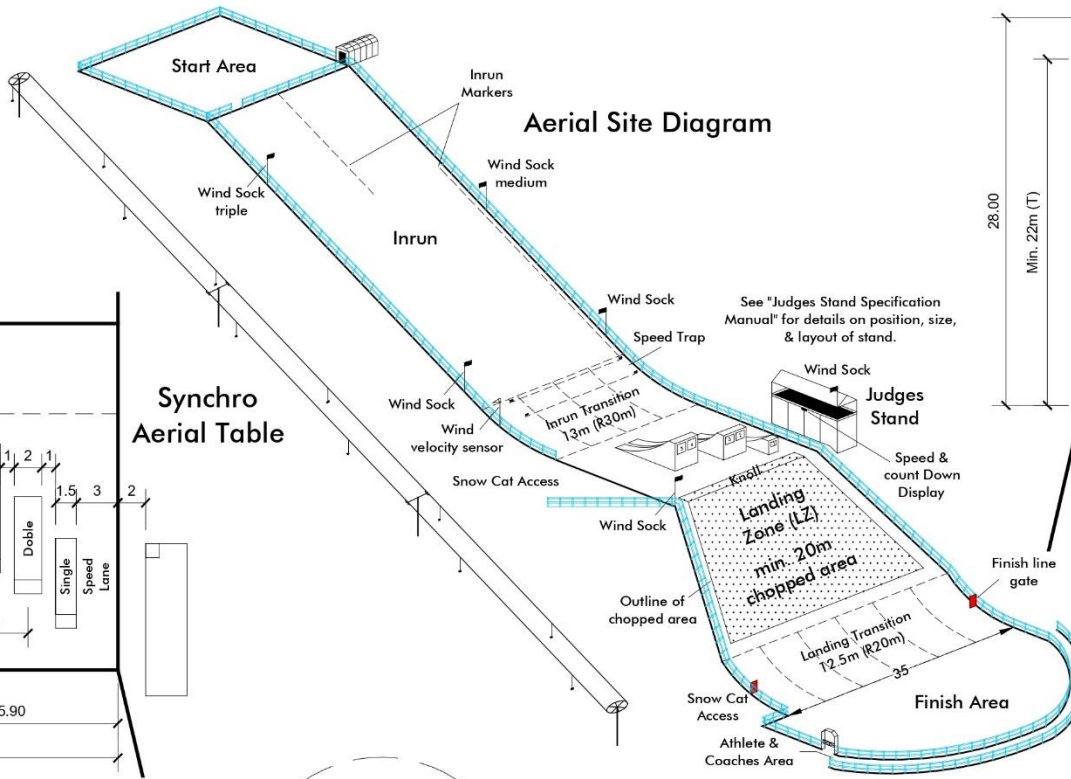 Start Area
Inrun
Markers
Aerial Site Diagram
Wind Sock
triple
Wind Sock
medium
Inrun
28.00
Min. 22m (T)
Wind Sock
See "Judges Stand Specification
Manual" for details on position, size,
& layout of stand.
Speed Trap
Wind Sock
Judges
Stand
Synchro
Aerial Table
Wind Sock
Wind
velocity sensor
Inrun Transition
13m (R30m)
Snow Cat Access
Speed &
count Down
Display
1 2 1
1.5 3 2
Doble
Single
Speed
Lane
Wind Sock
Knoll
Landing
Zone (LZ)
min. 20m
chopped area
Outline of
chopped area
Finish line
gate
Landing Transition
12.5m (R20m)
35
Snow Cat
Access
Finish Area
Athlete &
Coaches Area
5.90